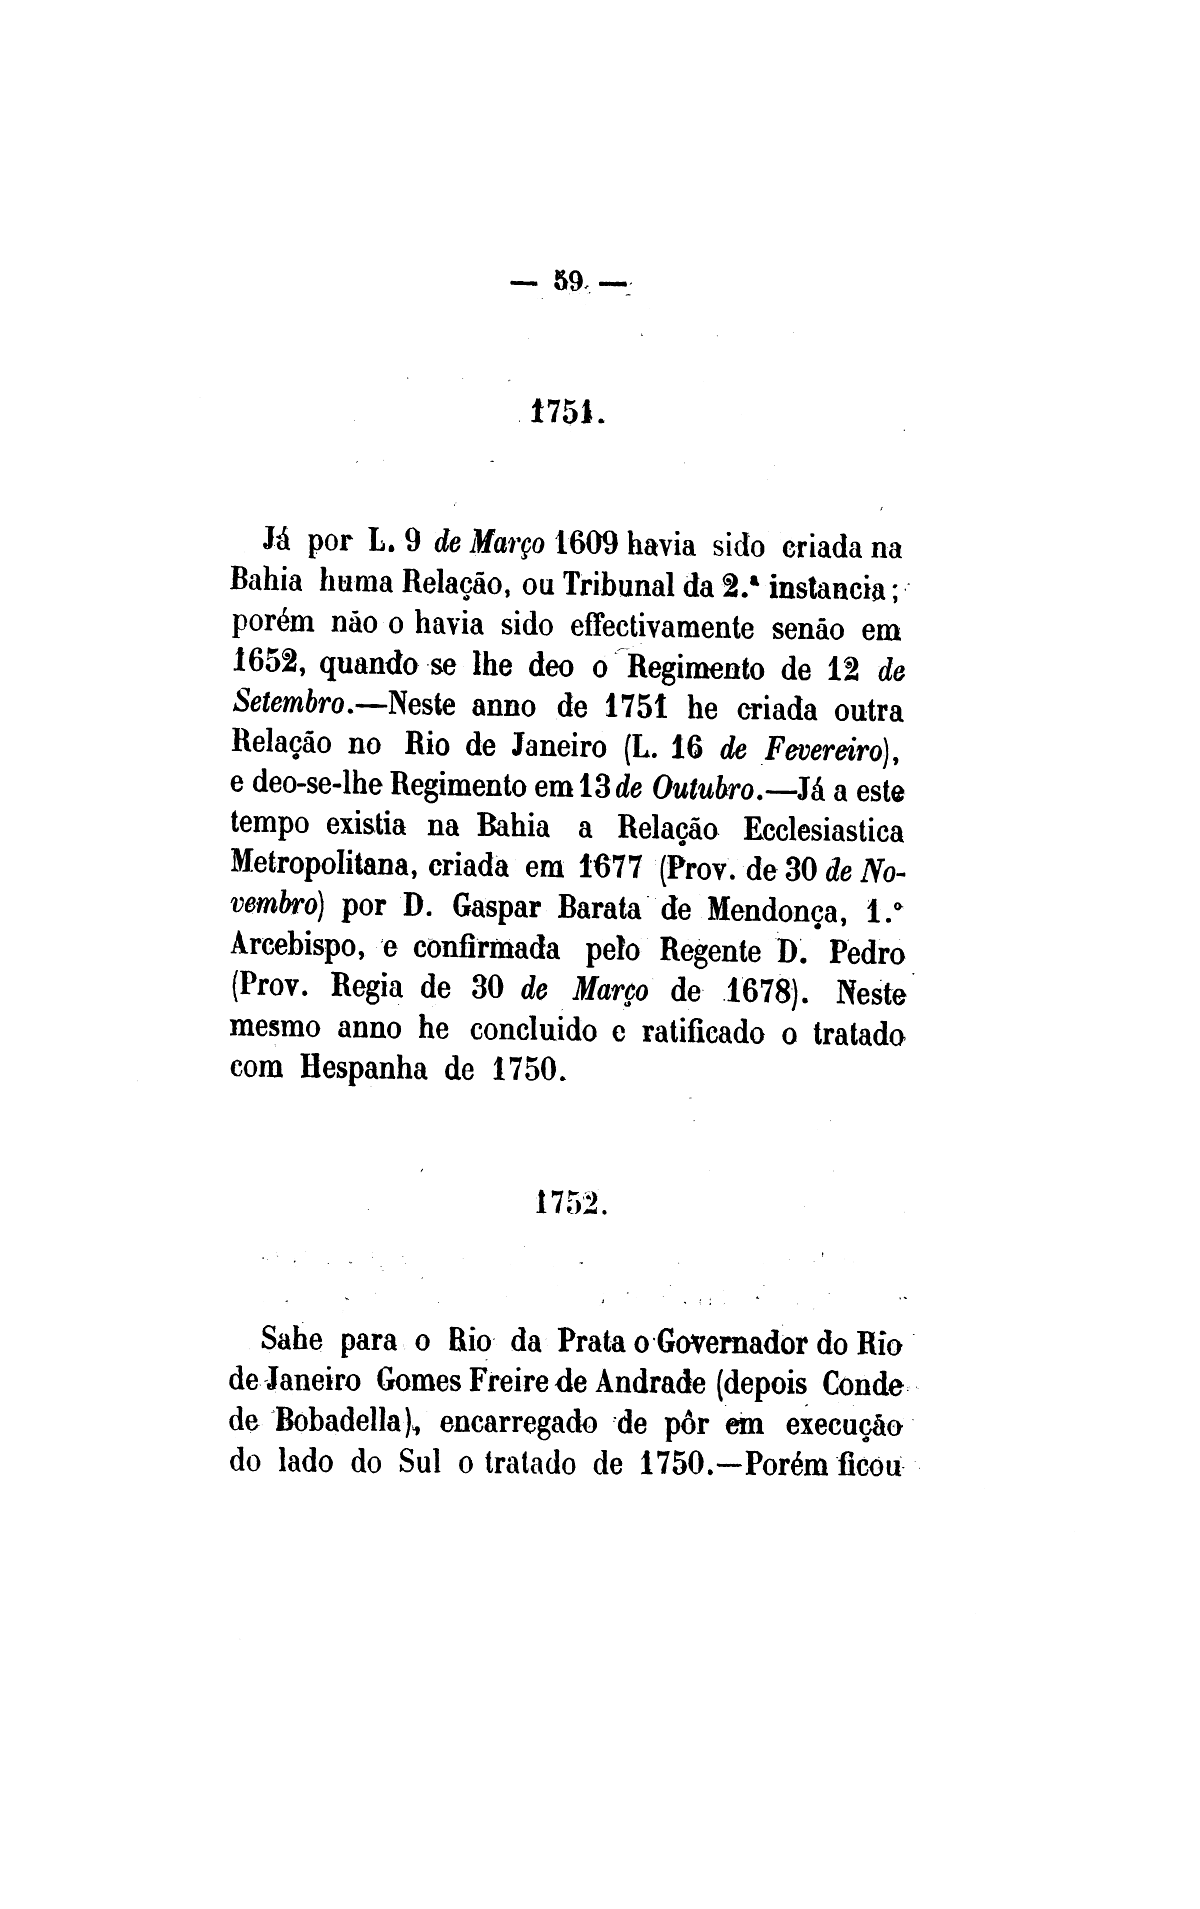 — 59 —
1751.
Já por L. 9 de Março 1609 havia sido criada na
Bahia huma Relação, ou Tribunal da 2.ª instancia;
porém não o havia sido effectivamente senão em
1652, quando se lhe deo o Regimento de 12 de
Setembro.—Neste anno de 1751 he criada outra
Relação no Rio de Janeiro (L. 16 de Fevereiro),
e deo-se-lhe Regimento em 13 de Outubro.—Já a este
tempo existia na Bahia a Relação Ecclesiastica
Metropolitana, criada em 1677 (Prov. de 30 de No-
vembro) por D. Gaspar Barata de Mendonça, 1.º
Arcebispo, e confirmada pelo Regente D. Pedro
(Prov. Regia de 30 de Março de 1678). Neste
mesmo anno he concluido e ratificado o tratado
com Hespanha de 1750.
1752.
Sahe para o Rio da Prata o Governador do Rio
de Janeiro Gomes Freire de Andrade (depois Conde
de Bobadella), encarregado de pôr em execução
do lado do Sul o tratado de 1750.—Porém ficou